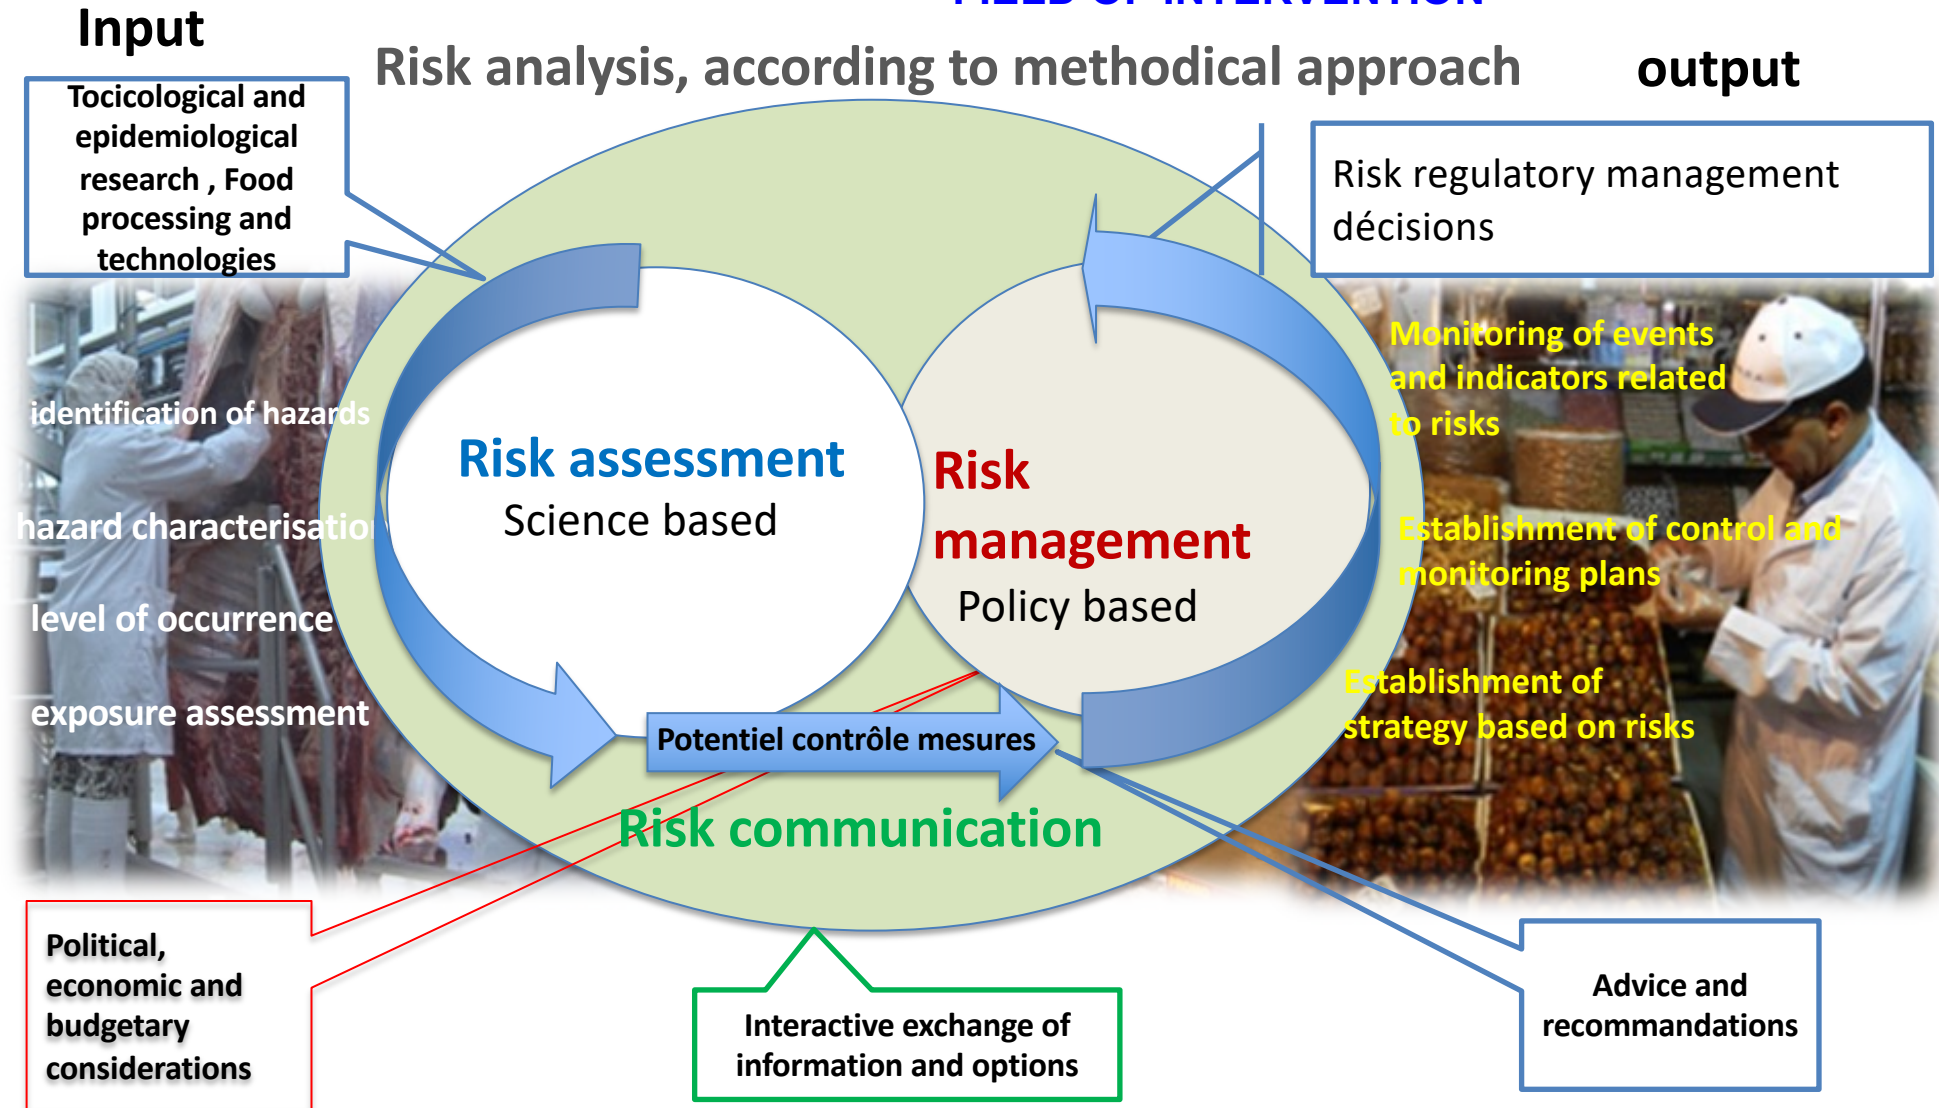 FIELD OF INTERVENTION
Input
Risk analysis, according to methodical approach
output
Tocicological and
epidemiological
research , Food
processing and
technologies
Risk regulatory management
décisions
identification of hazards
hazard characterisation
level of occurrence
exposure assessment
Risk assessment
Science based
Risk
management
Policy based
Monitoring of events
and indicators related
to risks
Establishment of control and
monitoring plans
Establishment of
strategy based on risks
Potentiel contrôle mesures
Risk communication
Political,
economic and
budgetary
considerations
Interactive exchange of
information and options
Advice and
recommandations